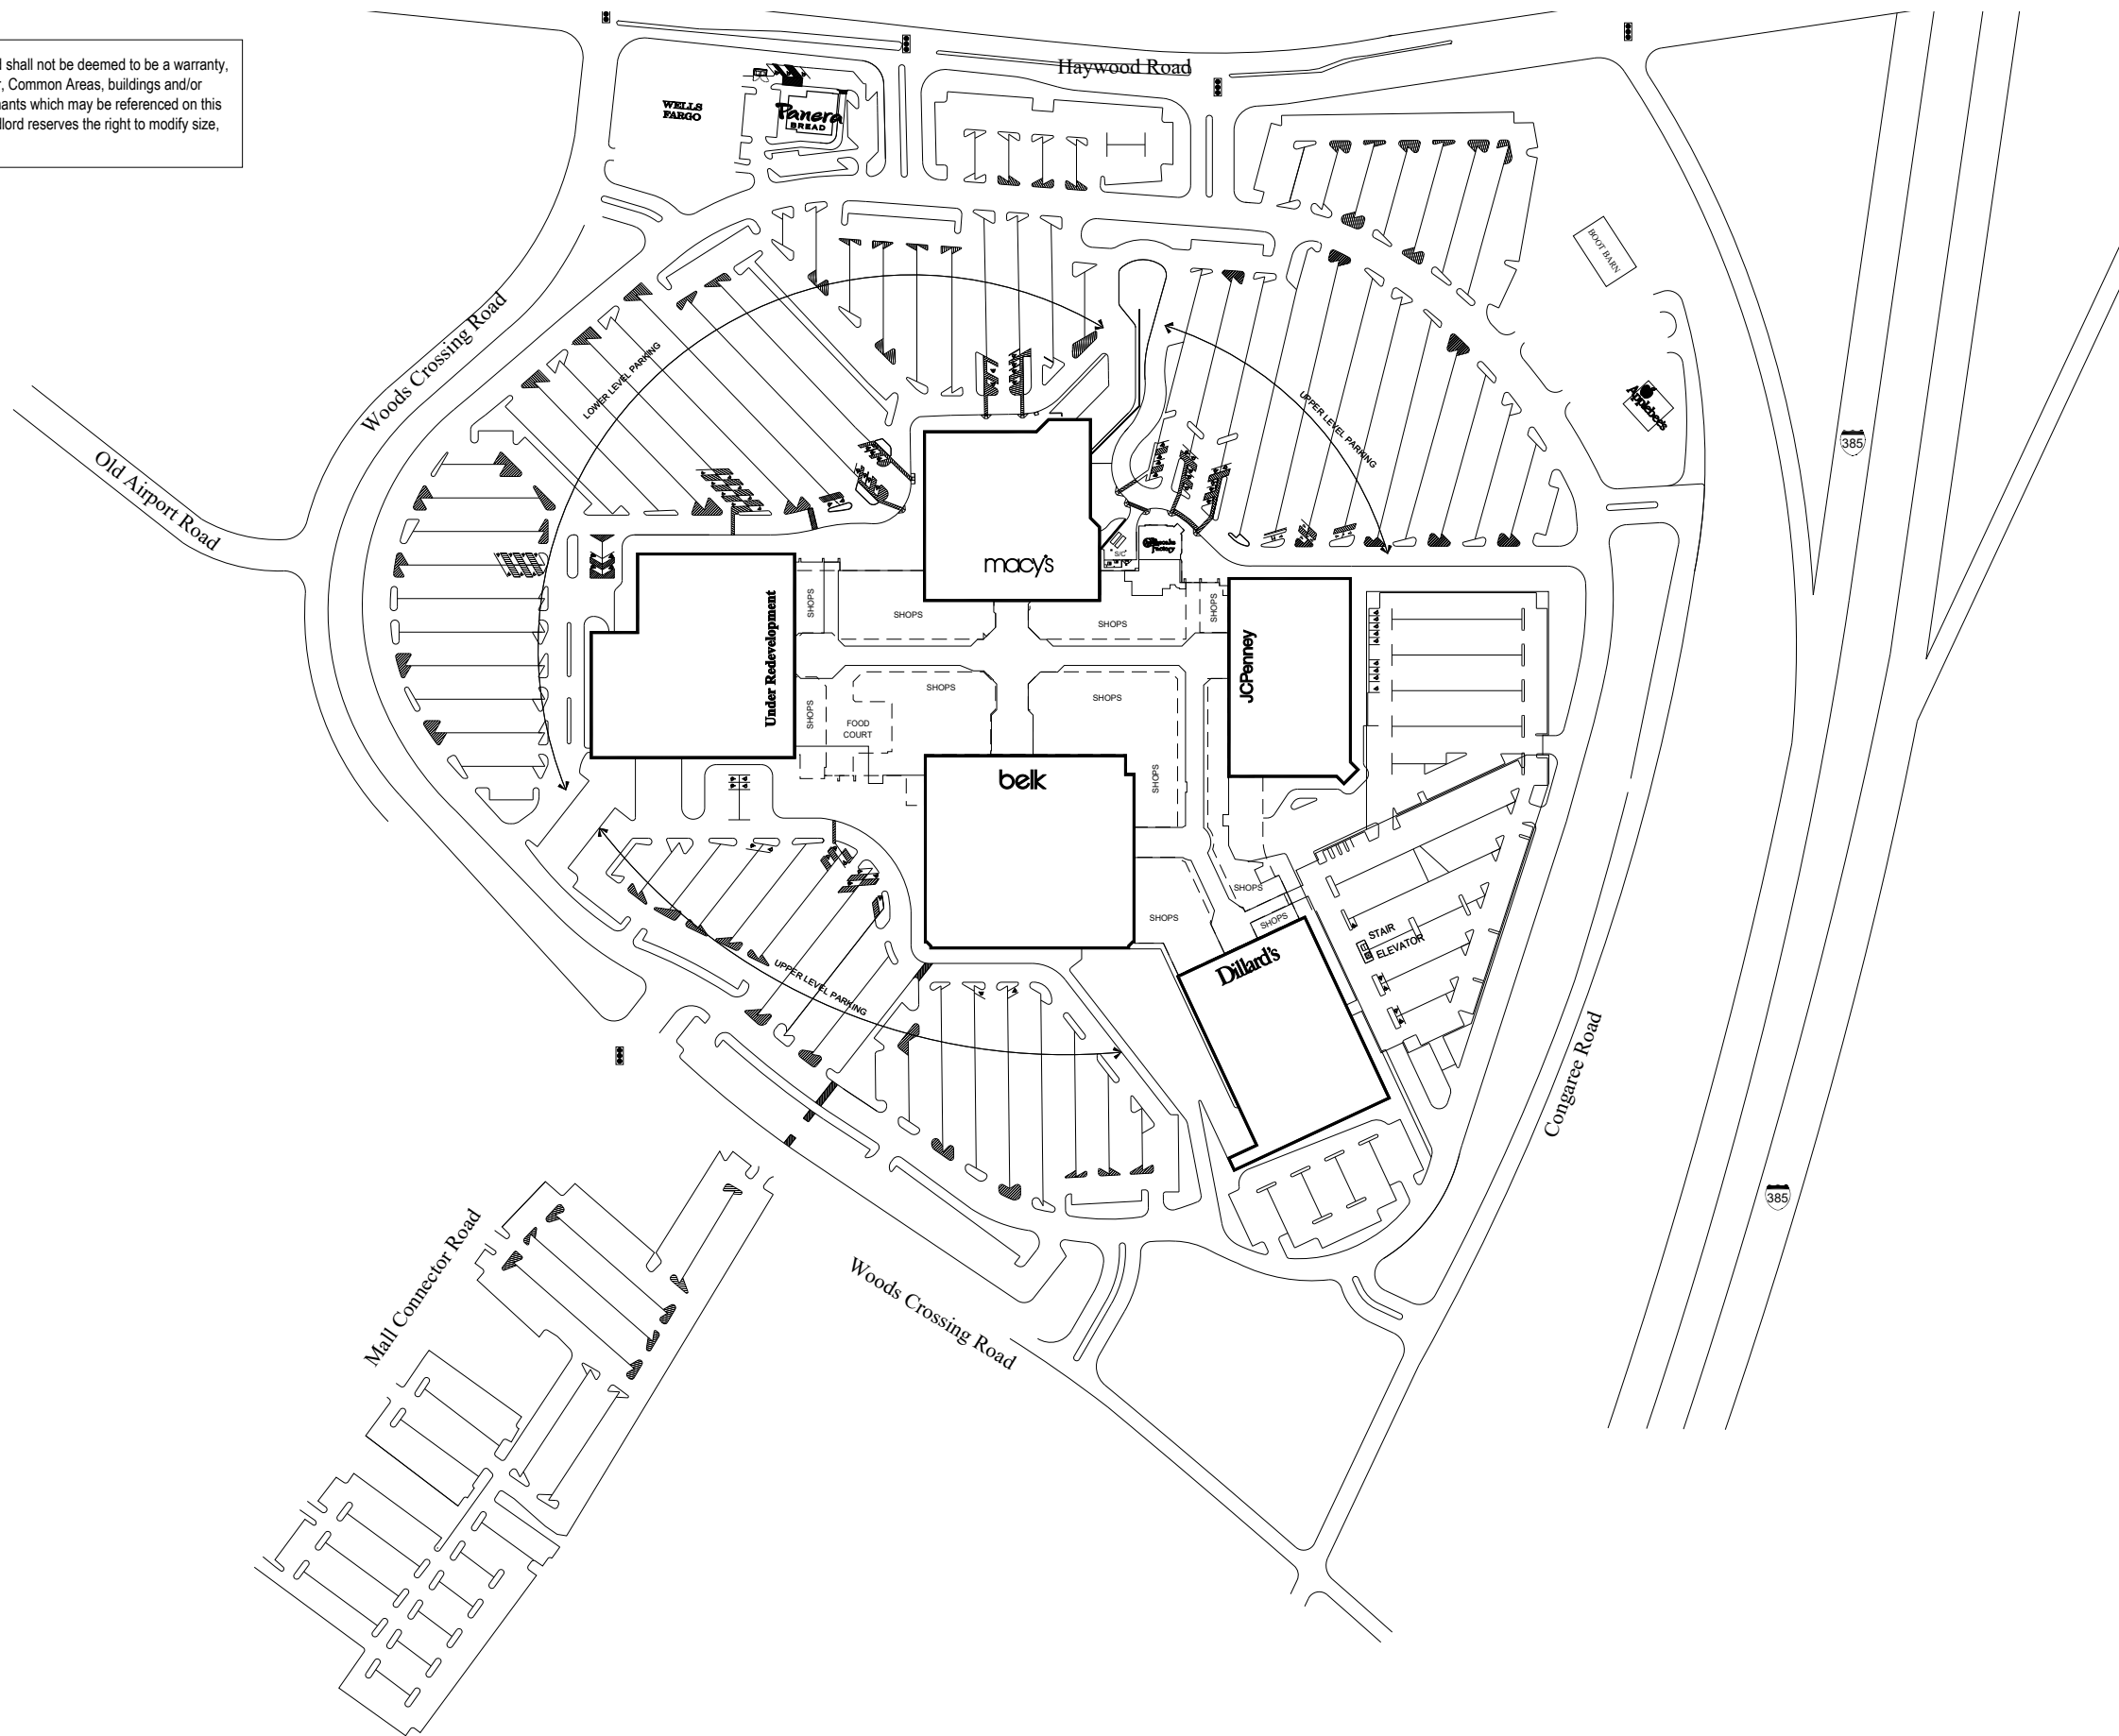 l shall not be deemed to be a warranty,
, Common Areas, buildings and/or
nants which may be referenced on this
dlord reserves the right to modify size,
Haywood Road
WELLS
FARGO
Panera
BREAD
BOOT BARN
Woods Crossing Road
LOWER LEVEL PARKING
Applebee's
UPPER LEVEL PARKING
385
Old Airport Road
macy's
S/C
Factory
Under Redevelopment
SHOPS
SHOPS
SHOPS
SHOPS
JCPenney
SHOPS
SHOPS
SHOPS
FOOD
COURT
belk
SHOPS
SHOPS
SHOPS
SHOPS
STAIR
ELEVATOR
Dillard's
UPPER LEVEL PARKING
Congaree Road
385
Mall Connector Road
Woods Crossing Road